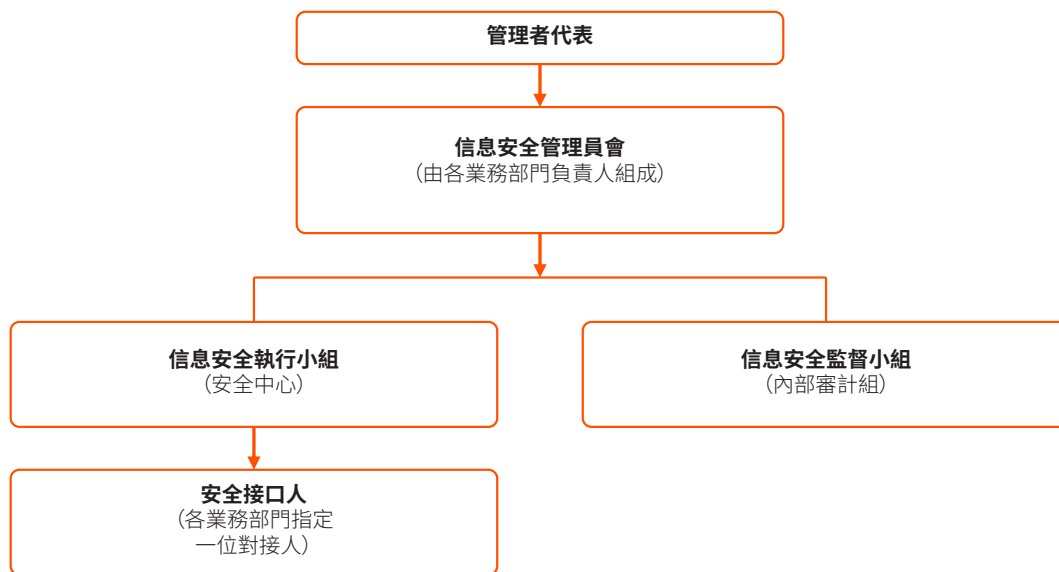 管理者代表
信息安全管理員會
(由各業務部門負責人組成)
信息安全執行小組
(安全中心)
信息安全監督小組
(內部審計組)
安全接口人
(各業務部門指定
一位對接人)